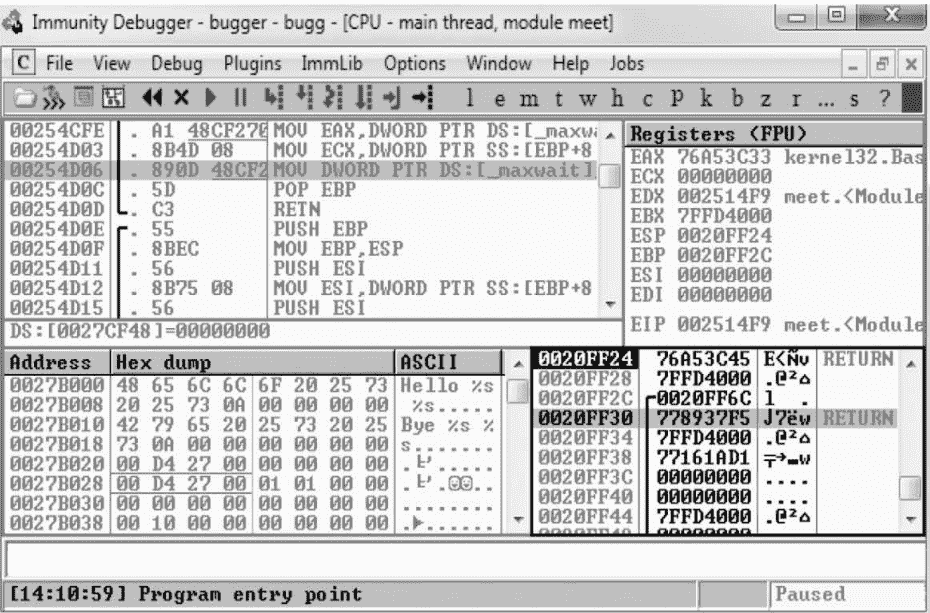 Immunity Debugger - bugger - bugg - [CPU - main thread, module meet]
C File View Debug Plugins ImmLib Options Window Help Jobs
l e m t w h c P k b z r ... s ?
00254CFE . A1 48CF270 MOV EAX,DWORD PTR DS:[_maxwa
00254D03 . 8B4D 08 MOV ECX,DWORD PTR SS:[EBP+8
00254D06 . 890D 48CF2 MOV DWORD PTR DS:[_maxwait],
00254D0C . 5D POP EBP
00254D0D . C3 RETN
00254D0E . 55 PUSH EBP
00254D0F . 8BEC MOV EBP,ESP
00254D11 . 56 PUSH ESI
00254D12 . 8B75 08 MOV ESI,DWORD PTR SS:[EBP+8
00254D15 . 56 PUSH ESI
DS:[0027CF48]=00000000
Registers (FPU)
EAX 76A53C33 kernel32.Bas
ECX 00000000
EDX 002514F9 meet.<Module
EBX 7FFD4000
ESP 0020FF24
EBP 0020FF2C
ESI 00000000
EDI 00000000
EIP 002514F9 meet.<Module
Address Hex dump ASCII
0027B000 48 65 6C 6C 6F 20 25 73 Hello %s
0027B008 20 25 73 0A 00 00 00 00 %s.....
0027B010 42 79 65 20 25 73 20 25 Bye %s %
0027B018 73 0A 00 00 00 00 00 00 s.......
0027B020 00 D4 27 00 00 00 00 00
0027B028 00 D4 27 00 01 01 00 00
0027B030 00 00 00 00 00 00 00 00 ........
0027B038 00 10 00 00 00 00 00 00
0020FF24 76A53C45 E<Ñv RETURN
0020FF28 7FFD4000 .@²⌂
0020FF2C 0020FF6C l .
0020FF30 778937F5 J7ëw RETURN
0020FF34 7FFD4000 .@²⌂
0020FF38 77161AD1
0020FF3C 00000000 ....
0020FF40 00000000 ....
0020FF44 7FFD4000 .@²⌂
[14:10:59] Program entry point
Paused